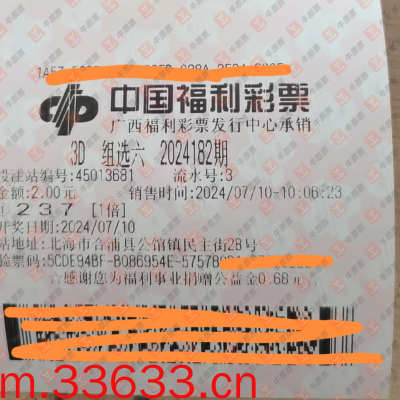 中国福利彩票
广西福利彩票发行中心承销
3D 组选六 2024182期
投注站编号:45013681 流水号:3
金额:2.00元 销售时间:2024/07/10-10:06:23
237 [1倍]
开奖日期:2024/07/10
站地址:北海市合浦县公馆镇民主街28号
验票码:5CDE94BF-B086954E-57578
☆感谢您为福利事业捐赠公益金0.68元
m.33633.cn